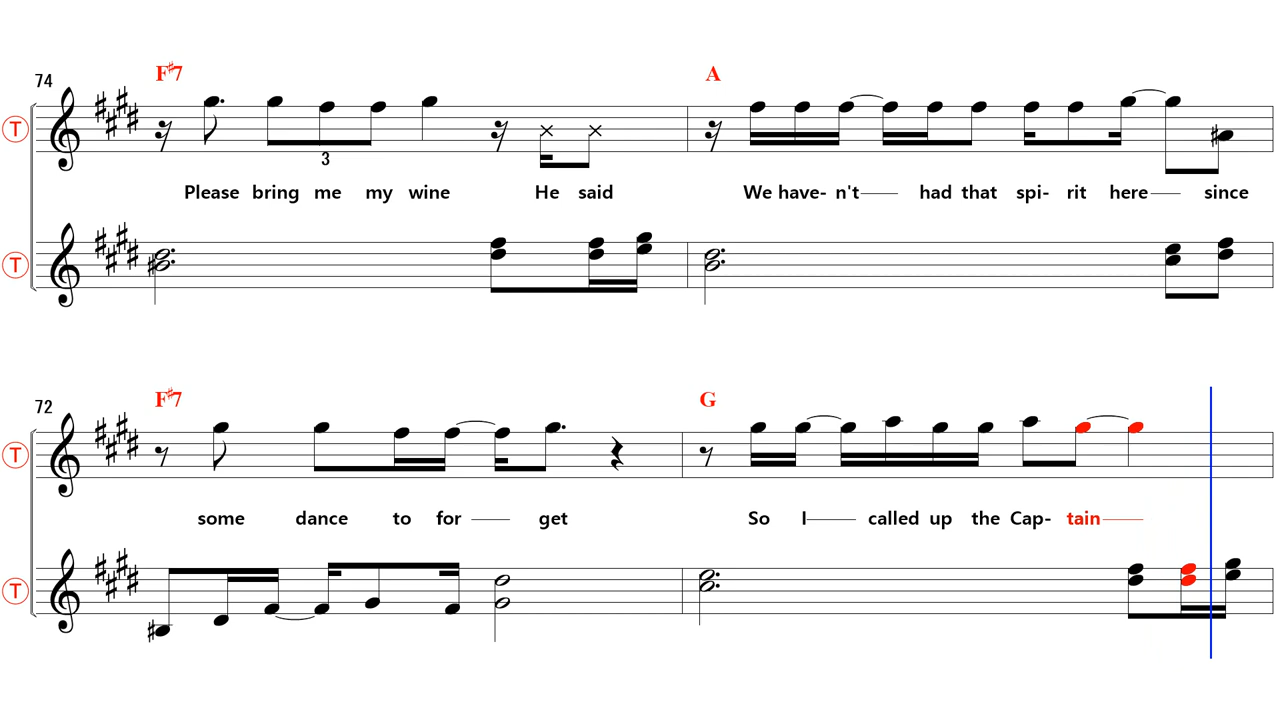 74 F♯7 A
T
3
Please bring me my wine He said We have- n't had that spi- rit here since
T
72 F♯7 G
T
some dance to for get So I called up the Cap- tain
T